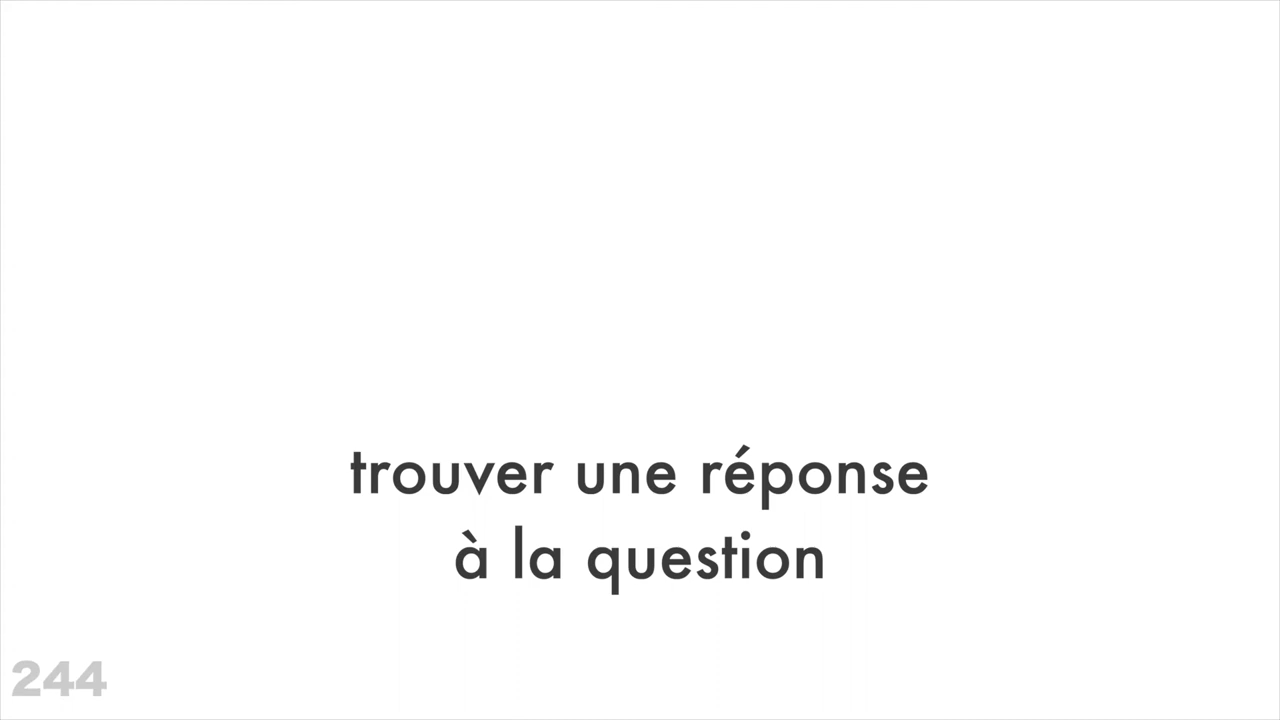 trouver une réponse
à la question
244